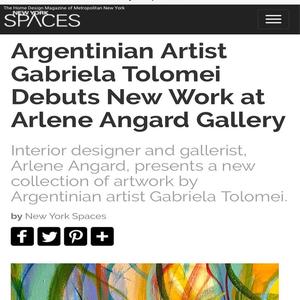 The Home Design Magazine of Metropolitan New York
NEW YORK
SPACES
Argentinian Artist
Gabriela Tolomei
Debuts New Work at
Arlene Angard Gallery
Interior designer and gallerist,
Arlene Angard, presents a new
collection of artwork by
Argentinian artist Gabriela Tolomei.
by New York Spaces